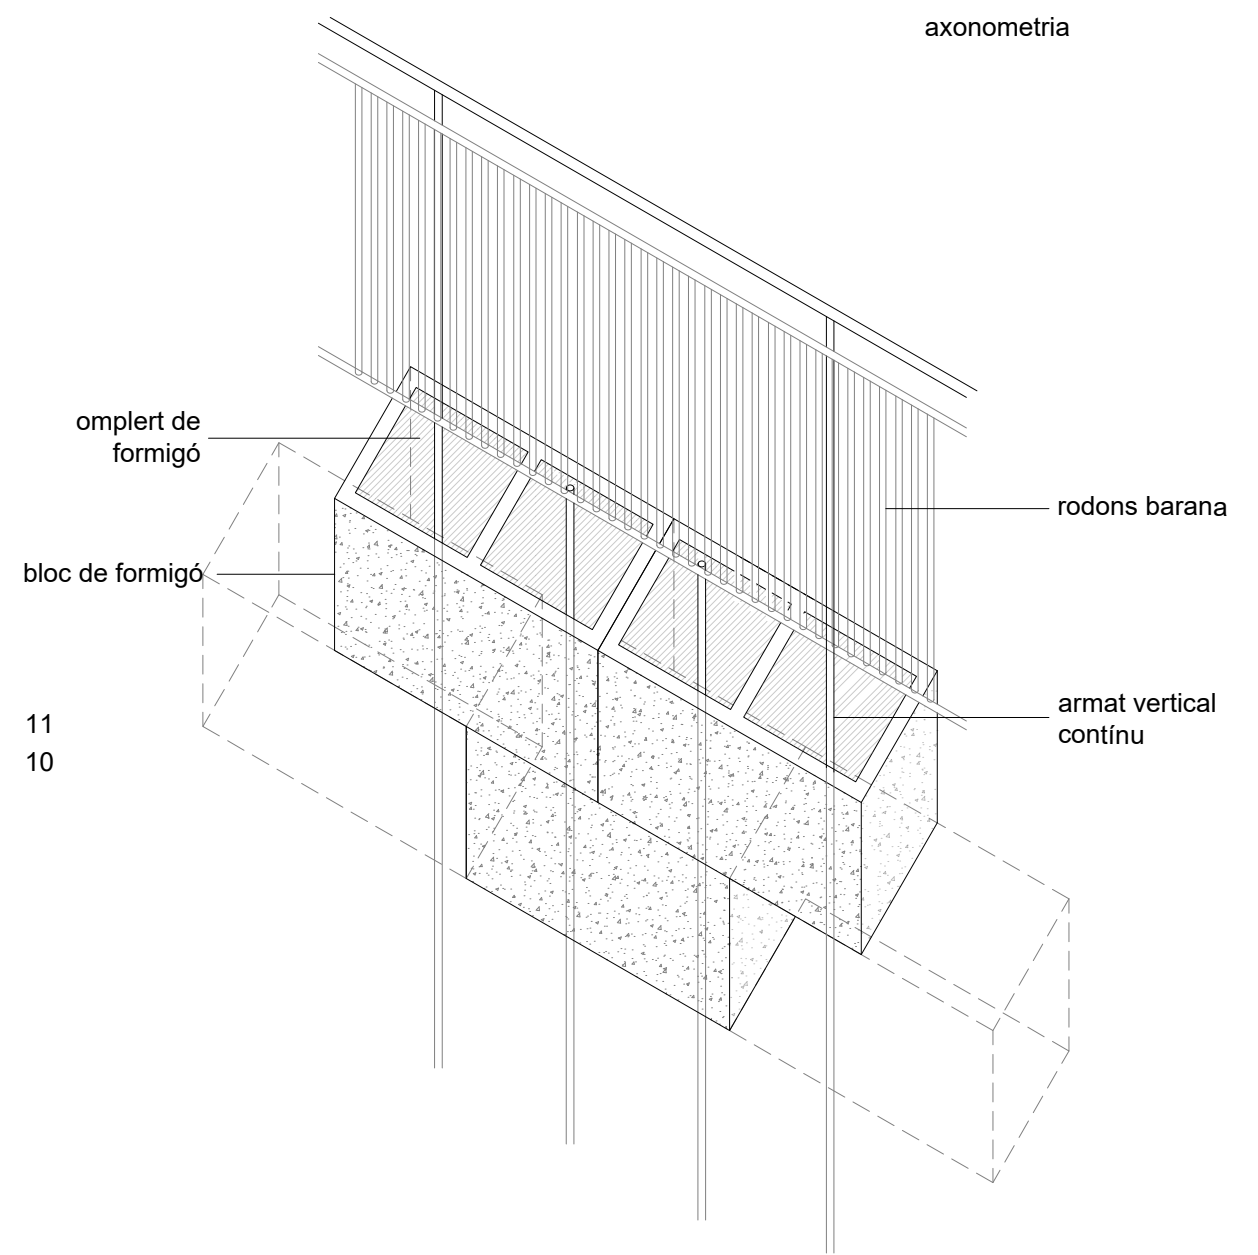 axonometria
omplert de
formigó
rodons barana
bloc de formigó
armat vertical
contínu
11
10